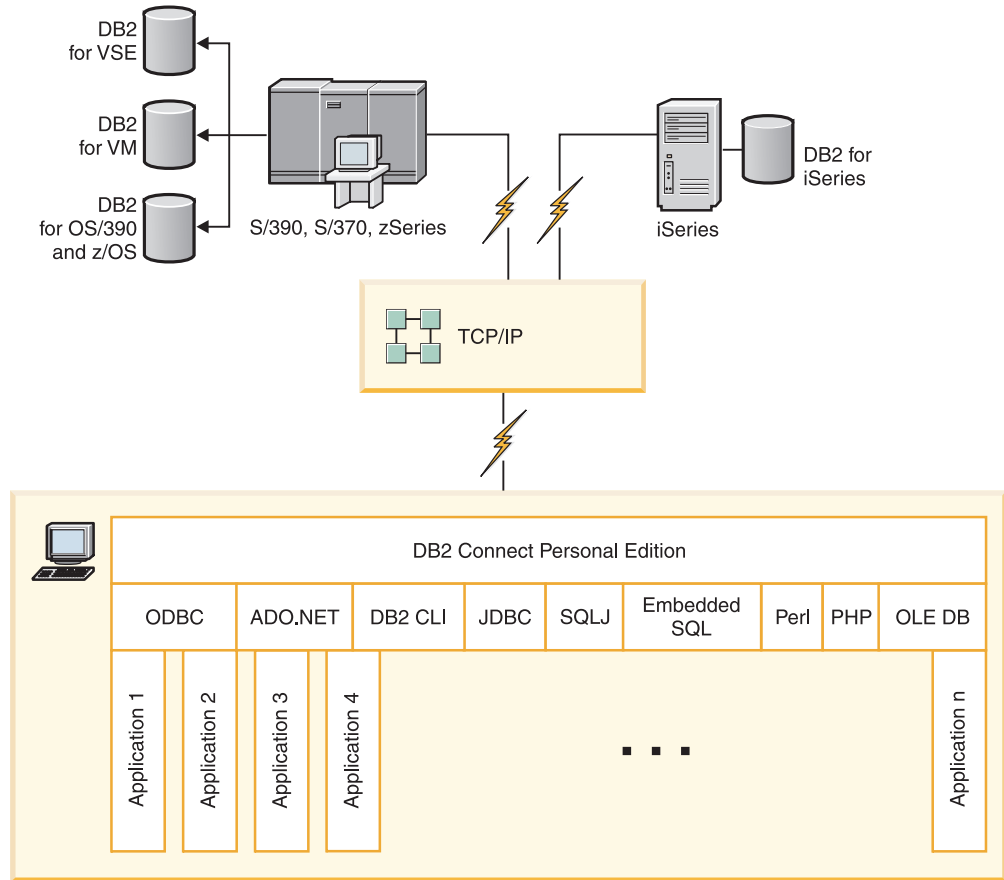 DB2
for VSE
DB2
for VM
DB2
for OS/390
and z/OS
S/390, S/370, zSeries
iSeries
DB2 for
iSeries
TCP/IP
DB2 Connect Personal Edition
ODBC
ADO.NET
DB2 CLI
JDBC
SQLJ
Embedded
SQL
Perl
PHP
OLE DB
Application 1
Application 2
Application 3
Application 4
. . .
Application n